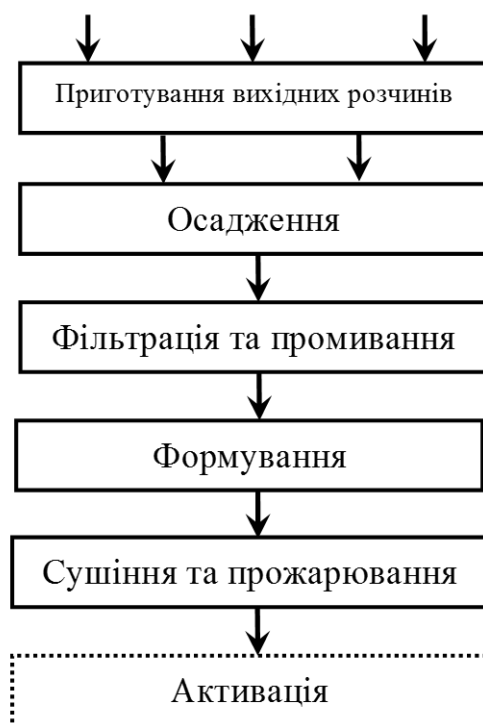 Приготування вихідних розчинів
Осадження
Фільтрація та промивання
Формування
Сушіння та прожарювання
Активація